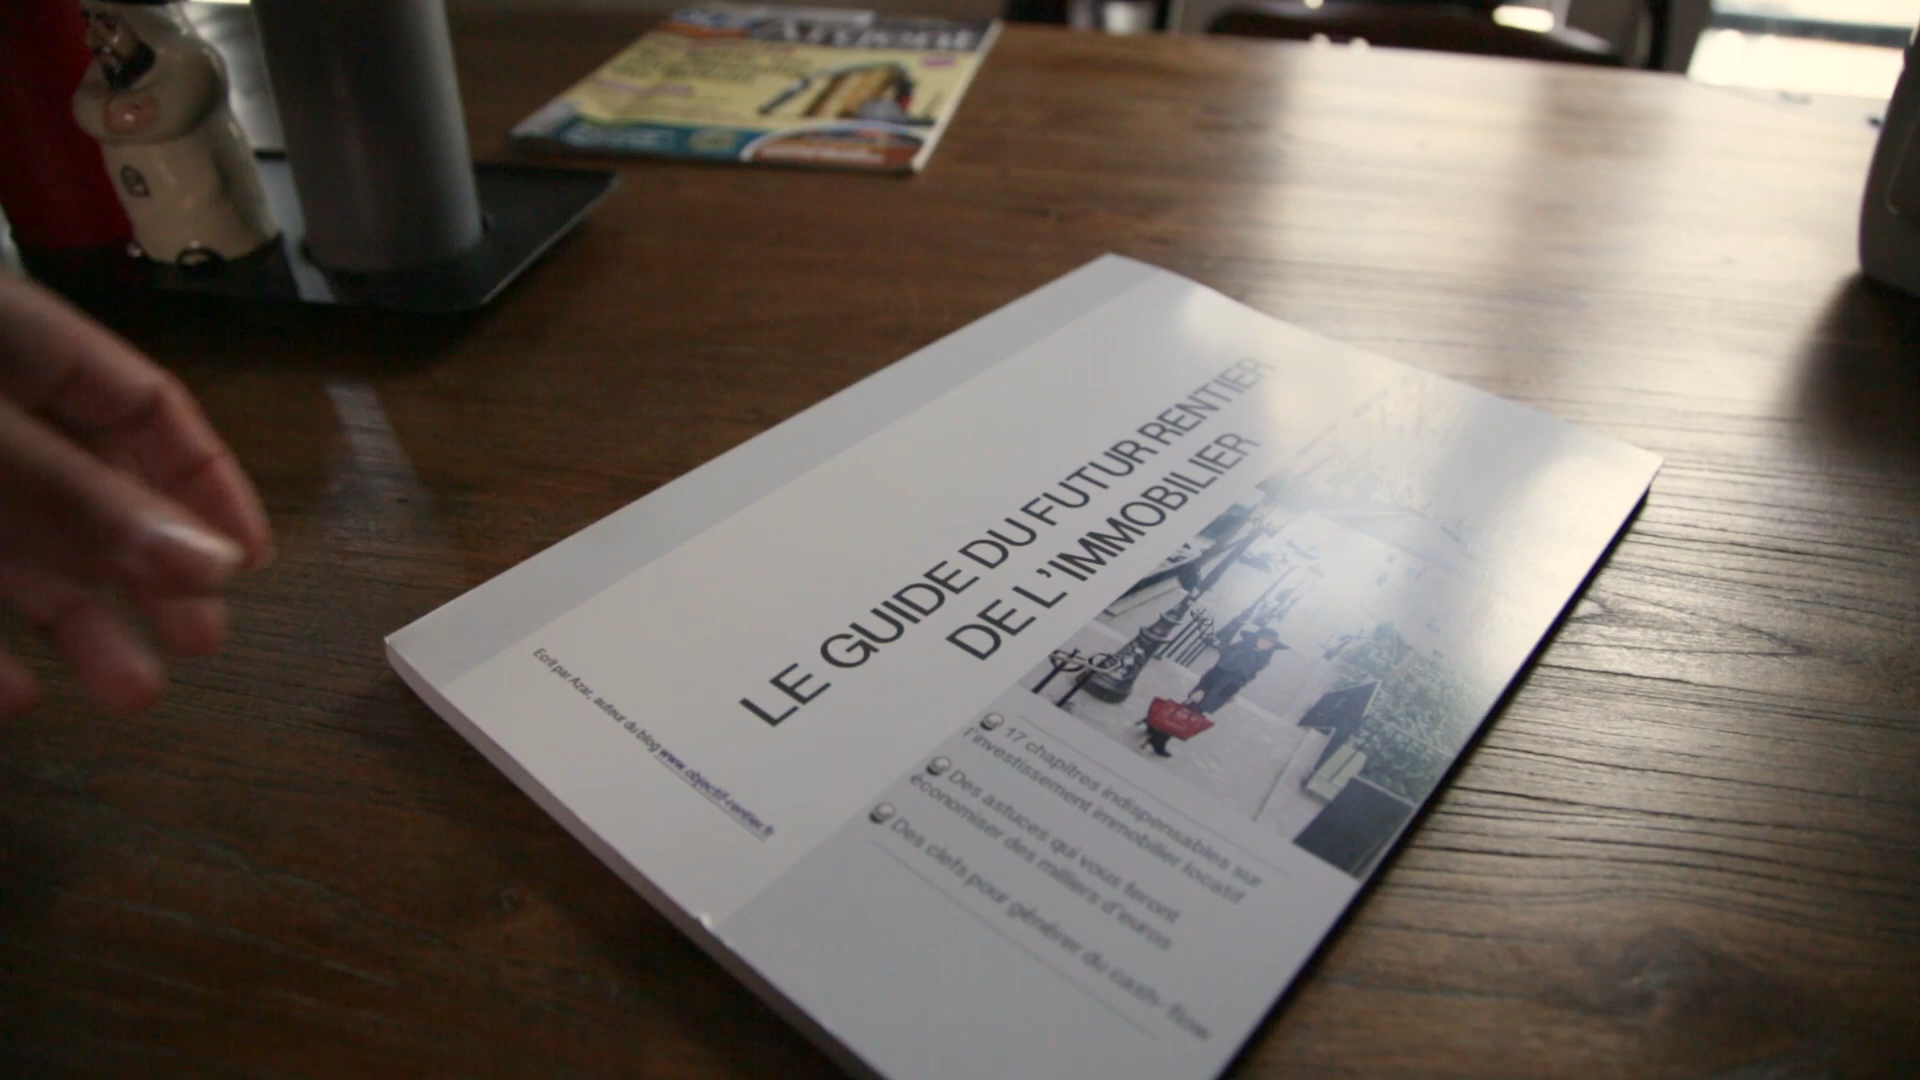 Argent
LE GUIDE DU FUTUR RENTIER
DE L'IMMOBILIER
Ecrit par Azar, auteur du blog www.objectif-rentier.fr
17 chapitres indispensables sur
l'investissement immobilier locatif
Des astuces qui vous feront
économiser des milliers d'euros
Des clefs pour générer du cash- flow